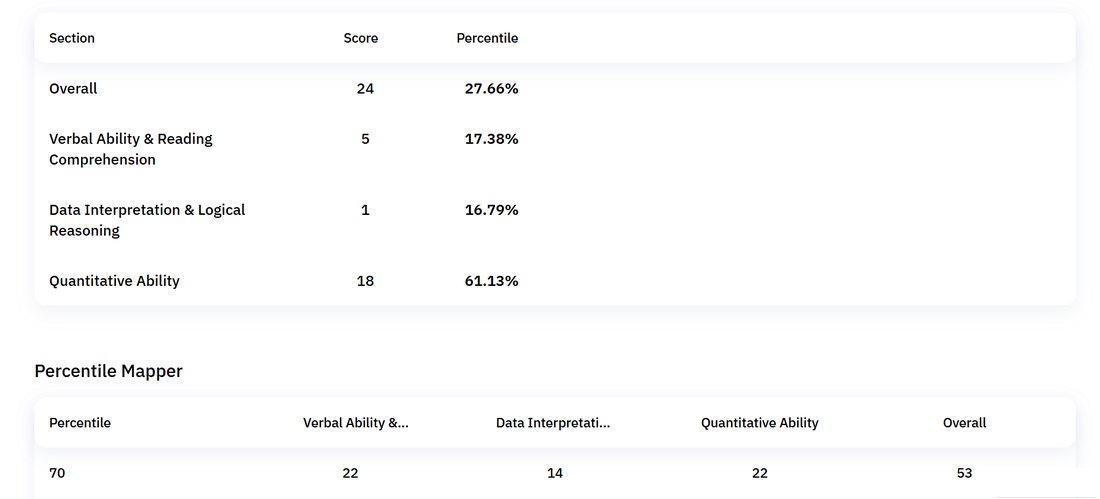 Section Score Percentile
Overall 24 27.66%
Verbal Ability & Reading
Comprehension 5 17.38%
Data Interpretation & Logical
Reasoning 1 16.79%
Quantitative Ability 18 61.13%
Percentile Mapper
Percentile Verbal Ability &... Data Interpretati... Quantitative Ability Overall
70 22 14 22 53